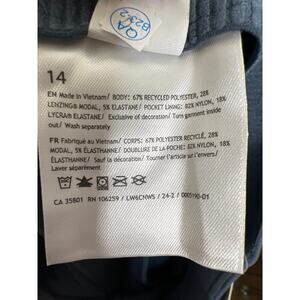 QA
B23-2
14
EN Made in Vietnam/ BODY: 67% RECYCLED POLYESTER, 28%
LENZING® MODAL, 5% ELASTANE/ POCKET LINING: 82% NYLON, 18%
LYCRA® ELASTANE/ Exclusive of decoration/ Turn garment inside
out/ Wash separately
FR Fabriqué au Vietnam/ CORPS: 67% POLYESTER RECYCLÉ, 28%
MODAL, 5% ÉLASTHANNE/ DOUBLURE DE LA POCHE: 82% NYLON, 18%
ÉLASTHANNE/ Sauf la décoration/ Tourner l'article sur l'envers/
Laver séparément
CA 35801 RN 106259 / LW6CNWS / 24-2 / 0005190-01